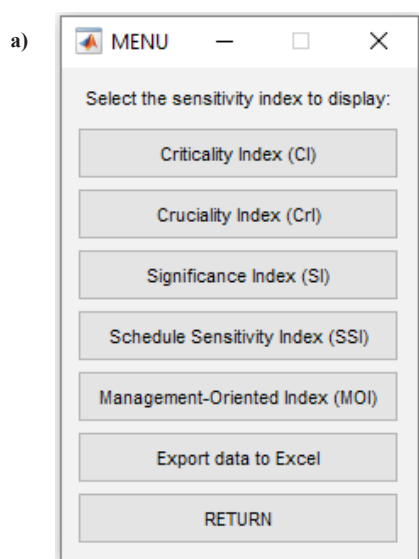 a)
MENU
Select the sensitivity index to display:
Criticality Index (CI)
Cruciality Index (CrI)
Significance Index (SI)
Schedule Sensitivity Index (SSI)
Management-Oriented Index (MOI)
Export data to Excel
RETURN